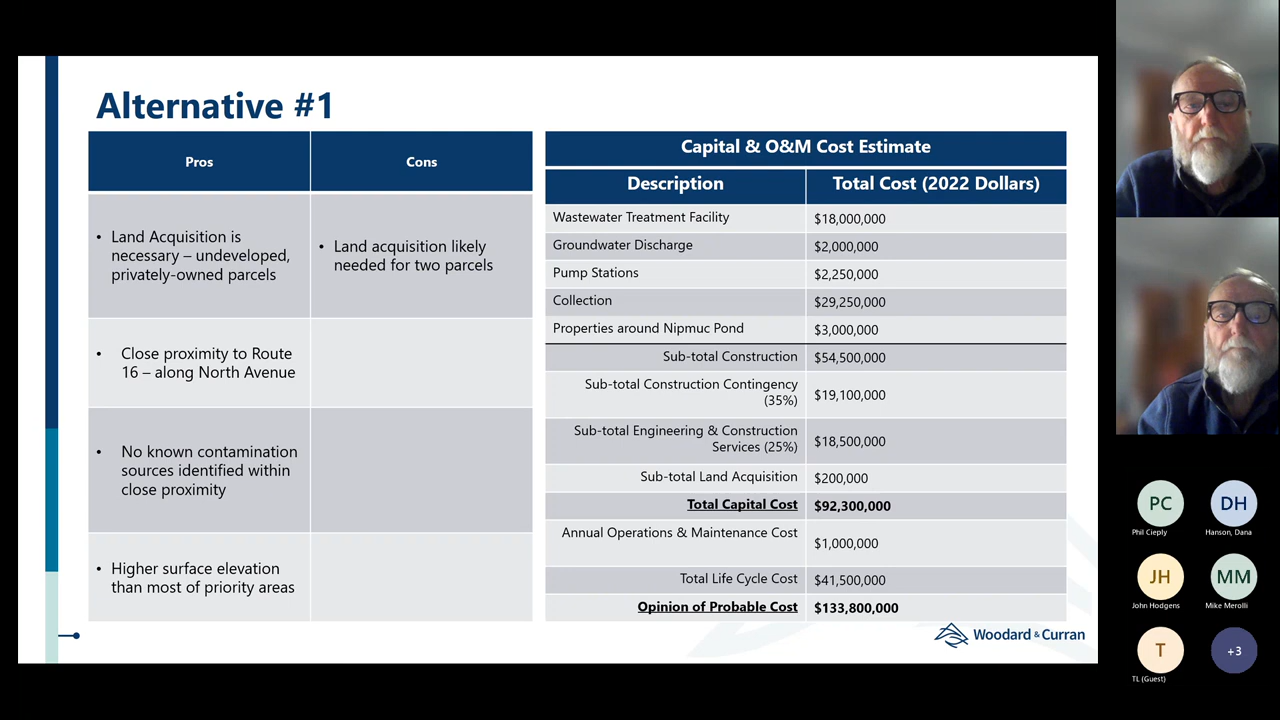 Alternative #1
Pros
Cons
• Land Acquisition is
necessary – undeveloped,
privately-owned parcels
• Land acquisition likely
needed for two parcels
• Close proximity to Route
16 – along North Avenue
• No known contamination
sources identified within
close proximity
• Higher surface elevation
than most of priority areas
Capital & O&M Cost Estimate
Description
Total Cost (2022 Dollars)
Wastewater Treatment Facility
$18,000,000
Groundwater Discharge
$2,000,000
Pump Stations
$2,250,000
Collection
$29,250,000
Properties around Nipmuc Pond
$3,000,000
Sub-total Construction
$54,500,000
Sub-total Construction Contingency
(35%)
$19,100,000
Sub-total Engineering & Construction
Services (25%)
$18,500,000
Sub-total Land Acquisition
$200,000
Total Capital Cost
$92,300,000
Annual Operations & Maintenance Cost
$1,000,000
Total Life Cycle Cost
$41,500,000
Opinion of Probable Cost
$133,800,000
Woodard & Curran
PC
Phil Cieply
DH
Hanson, Dana
JH
John Hodgens
MM
Mike Merolli
T
TL (Guest)
+3